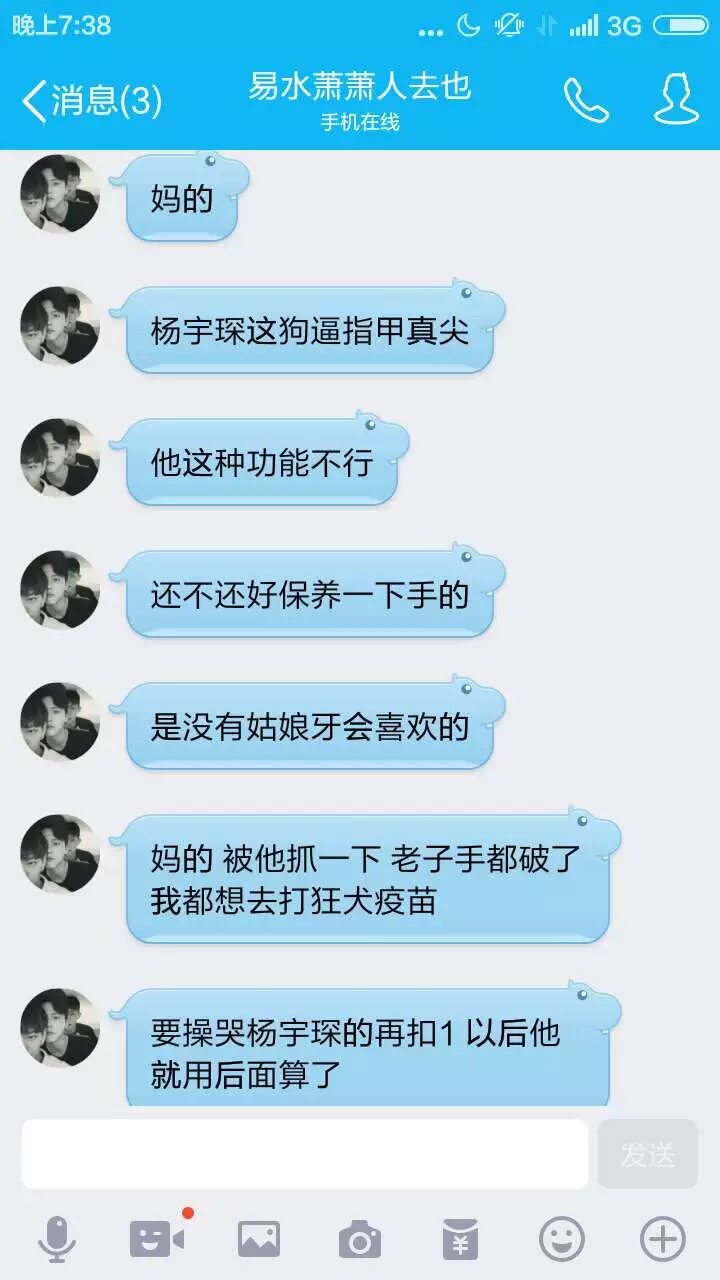 晚上7:38
3G
消息(3)
易水萧萧人去也
手机在线
妈的
杨宇琛这狗逼指甲真尖
他这种功能不行
还不还好保养一下手的
是没有姑娘牙会喜欢的
妈的 被他抓一下 老子手都破了
我都想去打狂犬疫苗
要操哭杨宇琛的再扣1 以后他
就用后面算了
发送